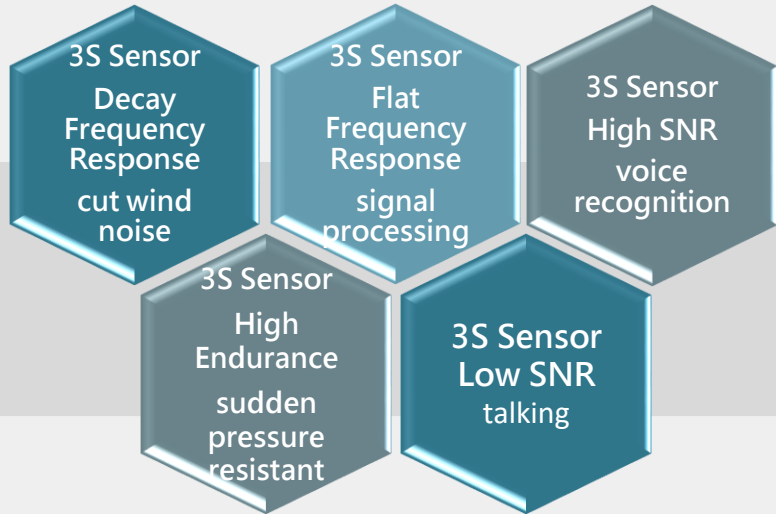 3S Sensor
Decay
Frequency
Response
cut wind
noise
3S Sensor
Flat
Frequency
Response
signal
processing
3S Sensor
High SNR
voice
recognition
3S Sensor
High
Endurance
sudden
pressure
resistant
3S Sensor
Low SNR
talking